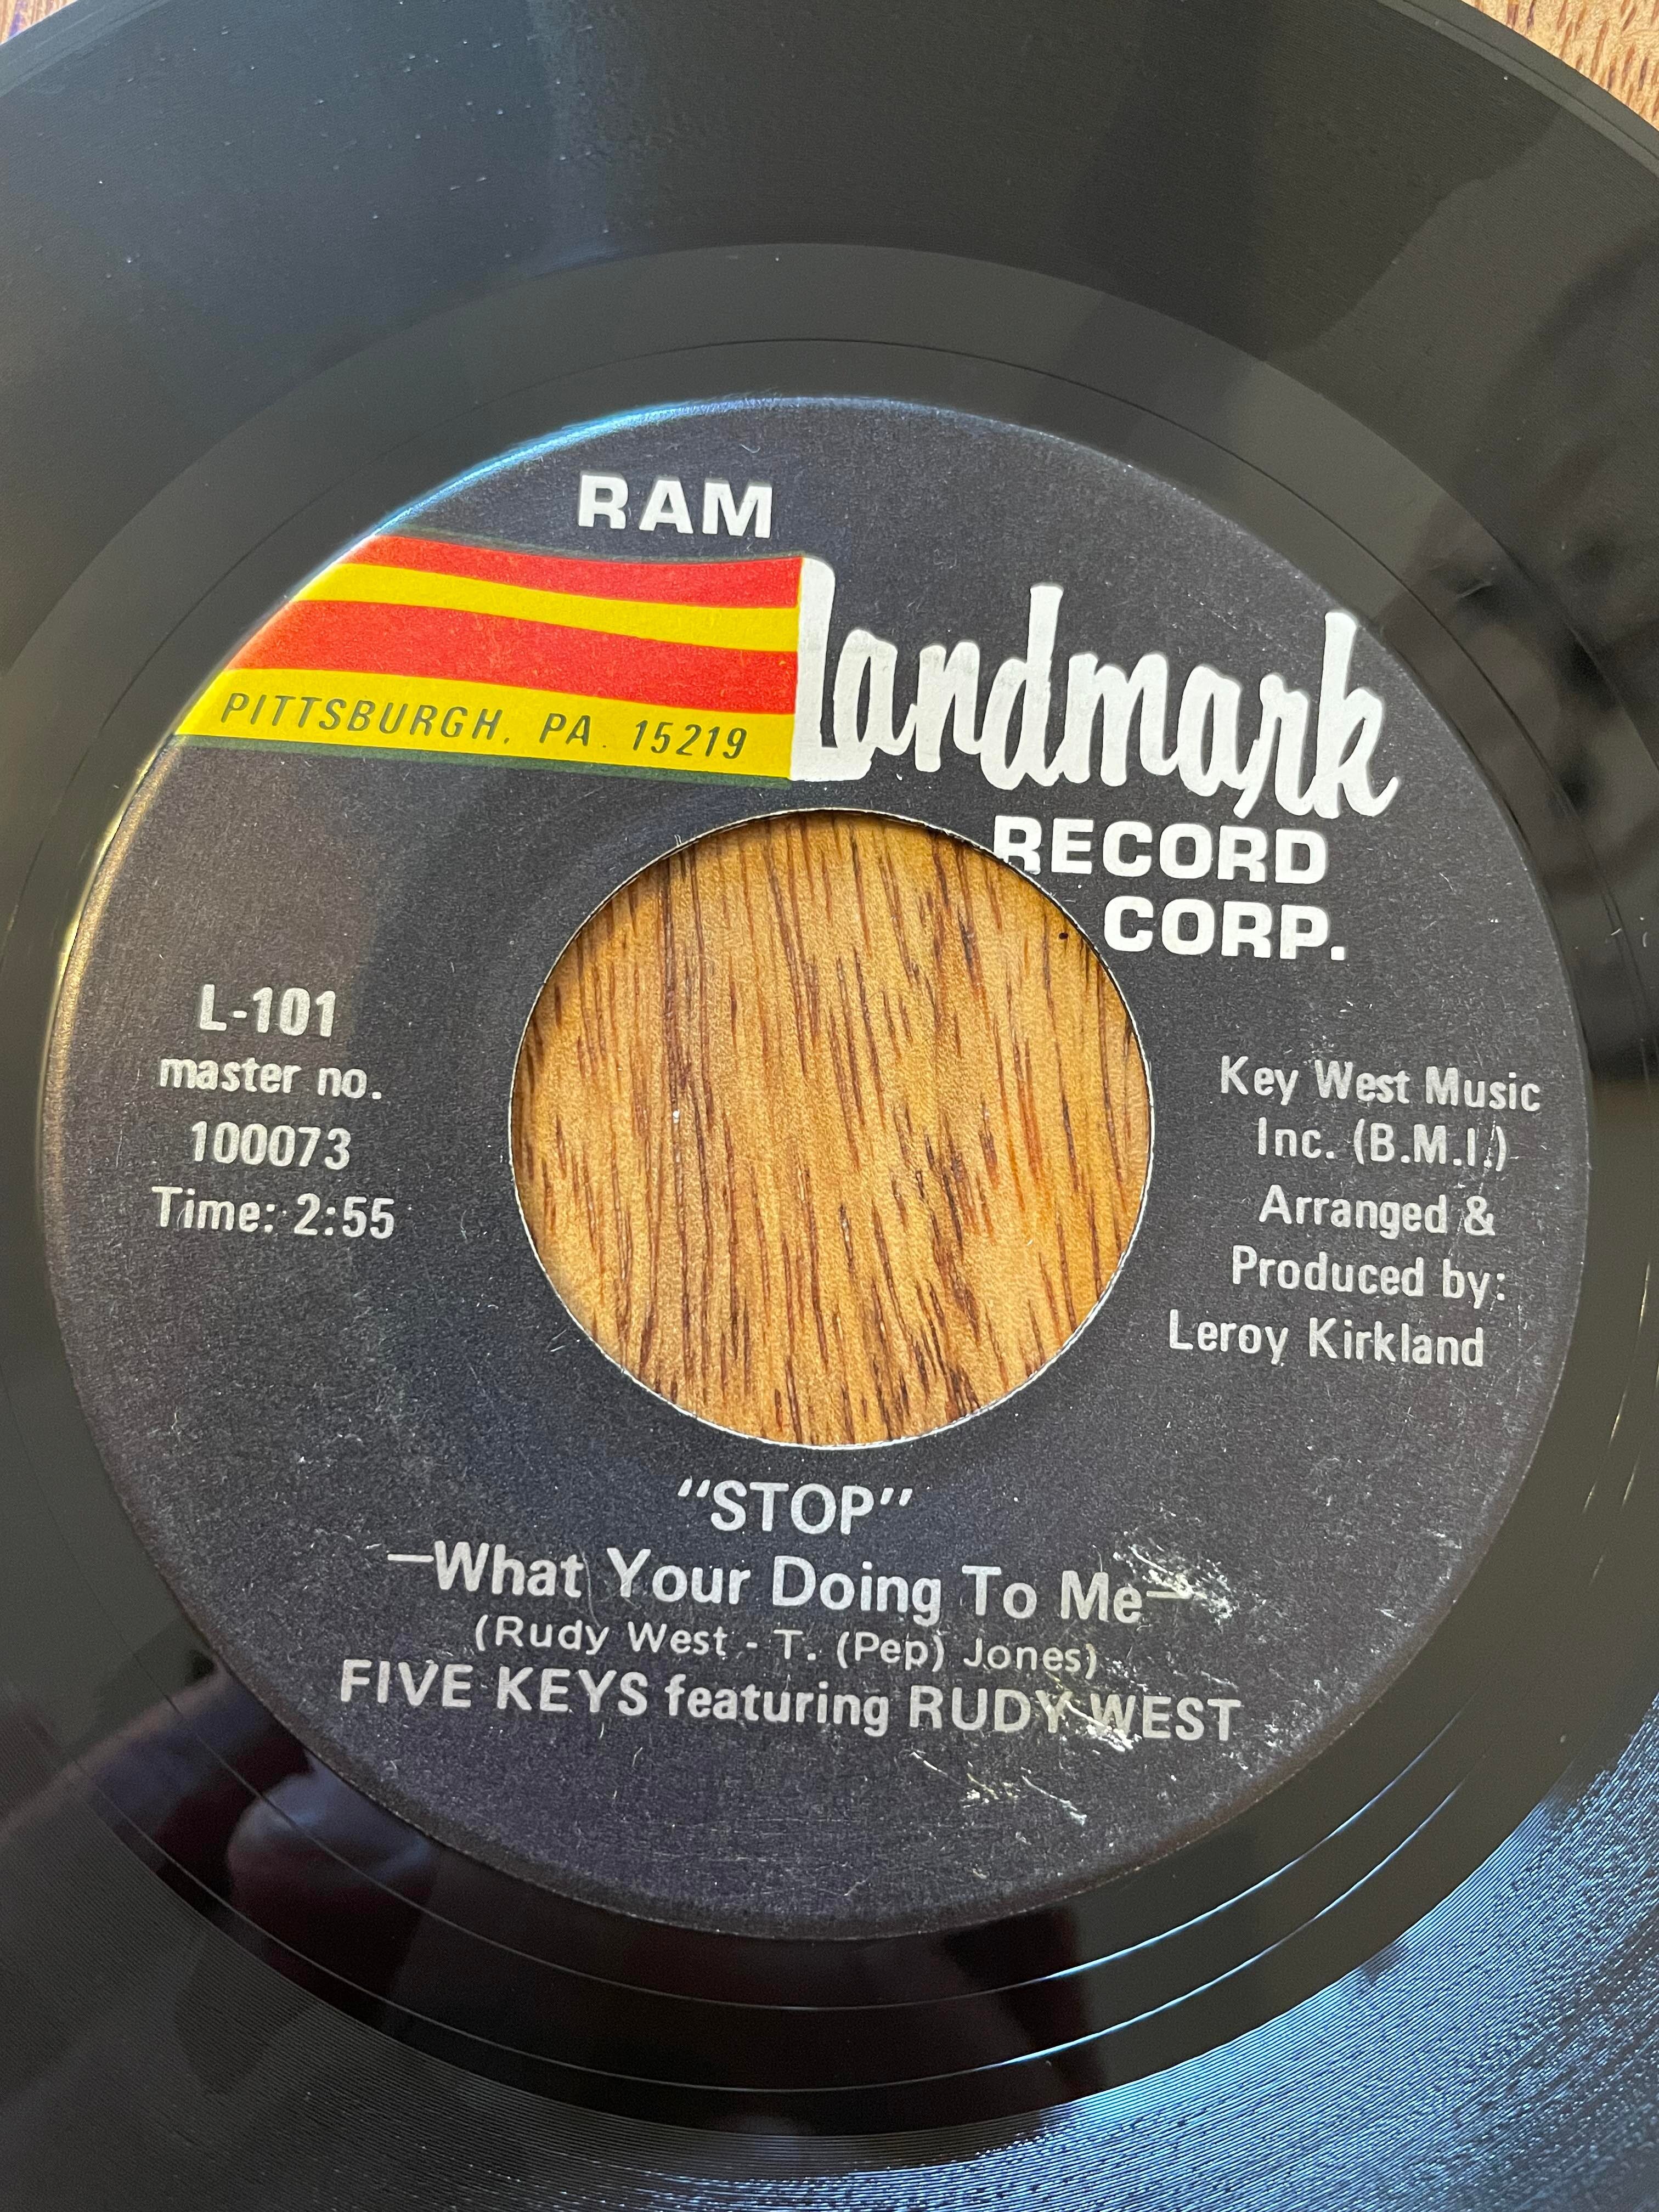 RAM
Landmark
PITTSBURGH, PA. 15219
RECORD
CORP.
L-101
master no.
100073
Time: 2:55
Key West Music
Inc. (B.M.I.)
Arranged &
Produced by:
Leroy Kirkland
"STOP"
—What Your Doing To Me—
(Rudy West - T. (Pep) Jones)
FIVE KEYS featuring RUDY WEST